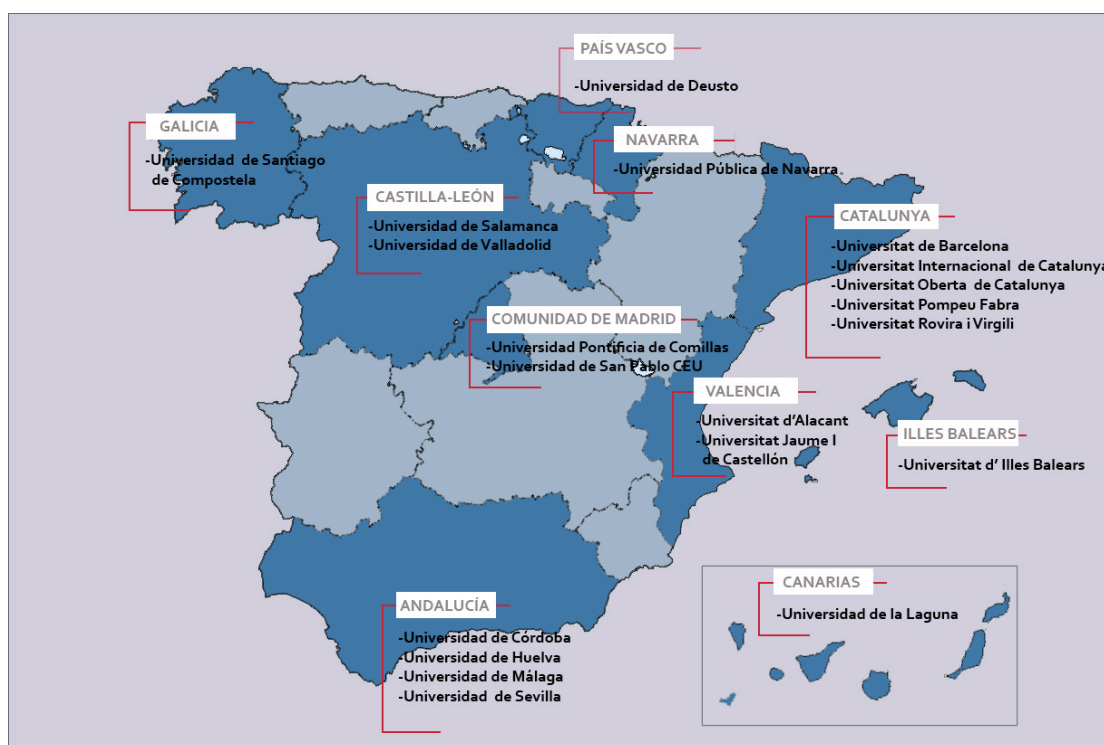 PAÍS VASCO
-Universidad de Deusto
GALICIA
-Universidad de Santiago
de Compostela
NAVARRA
-Universidad Pública de Navarra
CASTILLA-LEÓN
-Universidad de Salamanca
-Universidad de Valladolid
CATALUNYA
-Universitat de Barcelona
-Universitat Internacional de Catalunya
-Universitat Oberta de Catalunya
-Universitat Pompeu Fabra
-Universitat Rovira i Virgili
COMUNIDAD DE MADRID
-Universidad Pontificia de Comillas
-Universidad de San Pablo CEU
VALENCIA
-Universitat d'Alacant
-Universitat Jaume I
de Castellón
ILLES BALEARS
-Universitat d' Illes Balears
CANARIAS
-Universidad de la Laguna
ANDALUCÍA
-Universidad de Córdoba
-Universidad de Huelva
-Universidad de Málaga
-Universidad de Sevilla